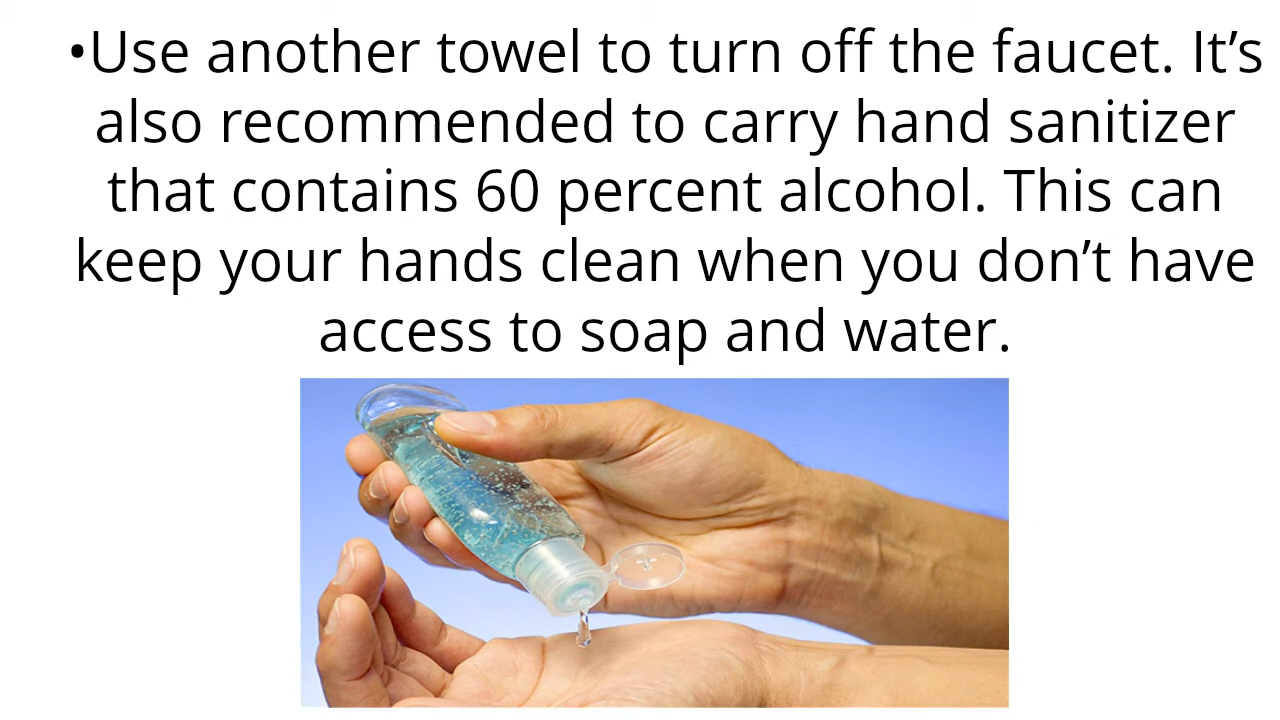 •Use another towel to turn off the faucet. It’s
also recommended to carry hand sanitizer
that contains 60 percent alcohol. This can
keep your hands clean when you don’t have
access to soap and water.